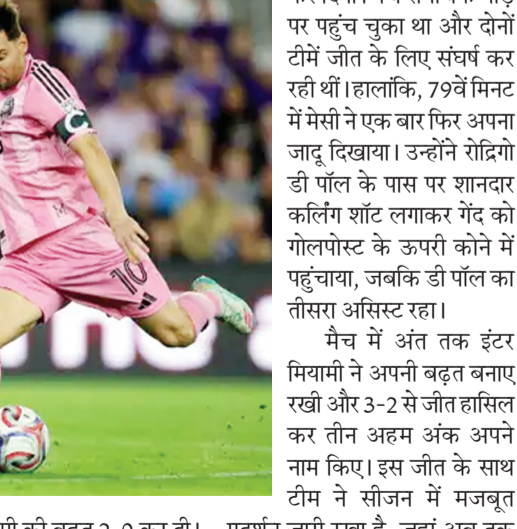 पर पहुंच चुका था और दोनों
टीमें जीत के लिए संघर्ष कर
रही थीं।हालांकि, 79वें मिनट
में मेसी ने एक बार फिर अपना
जादू दिखाया। उन्होंने रोद्रिगो
डी पॉल के पास पर शानदार
कर्लिंग शॉट लगाकर गेंद को
गोलपोस्ट के ऊपरी कोने में
पहुंचाया, जबकि डी पॉल का
तीसरा असिस्ट रहा।
मैच में अंत तक इंटर
मियामी ने अपनी बढ़त बनाए
रखी और 3-2 से जीत हासिल
कर तीन अहम अंक अपने
नाम किए। इस जीत के साथ
टीम ने सीजन में मजबूत
C
10